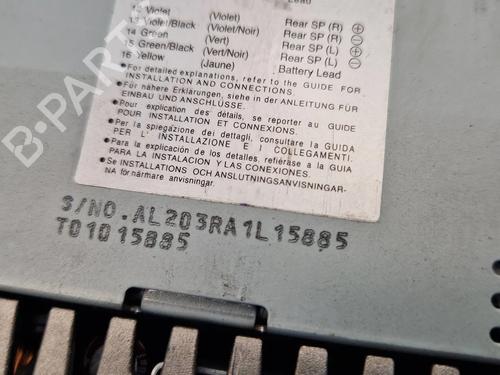 Lead
12 Violet (Violet) Rear SP (R) ⊕
13 Violet/Black (Violet/Noir) Rear SP (R) ⊖
14 Green (Vert) Rear SP (L) ⊕
15 Green/Black (Vert/Noir) Rear SP (L) ⊖
16 Yellow (Jaune) Battery Lead
●For detailed explanations, refer to the GUIDE FOR
INSTALLATION AND CONNECTIONS.
●Für nähere Erklärungen, siehe in der ANLEITUNG FÜR
EINBAU UND ANSCHLÜSSE.
●Pour explication des détails, se reporter au GUIDE
POUR INSTALLATION ET CONNEXIONS.
●Per la spiegazione dei dettagli, consultare la GUIDA
PER L' INSTALLAZIONE E I COLLEGAMENTI.
●Para la explicación de los detalles, refiérase a la GUIA
PARA LA INSTALACION Y LAS CONEXIONES.
●Se INSTALLATIONS OCH ANSLUTNINGSANVISNINGAR-
NA för närmare anvisningar.
S/NO.AL203RA1L15885
T01015885
B-PARTS